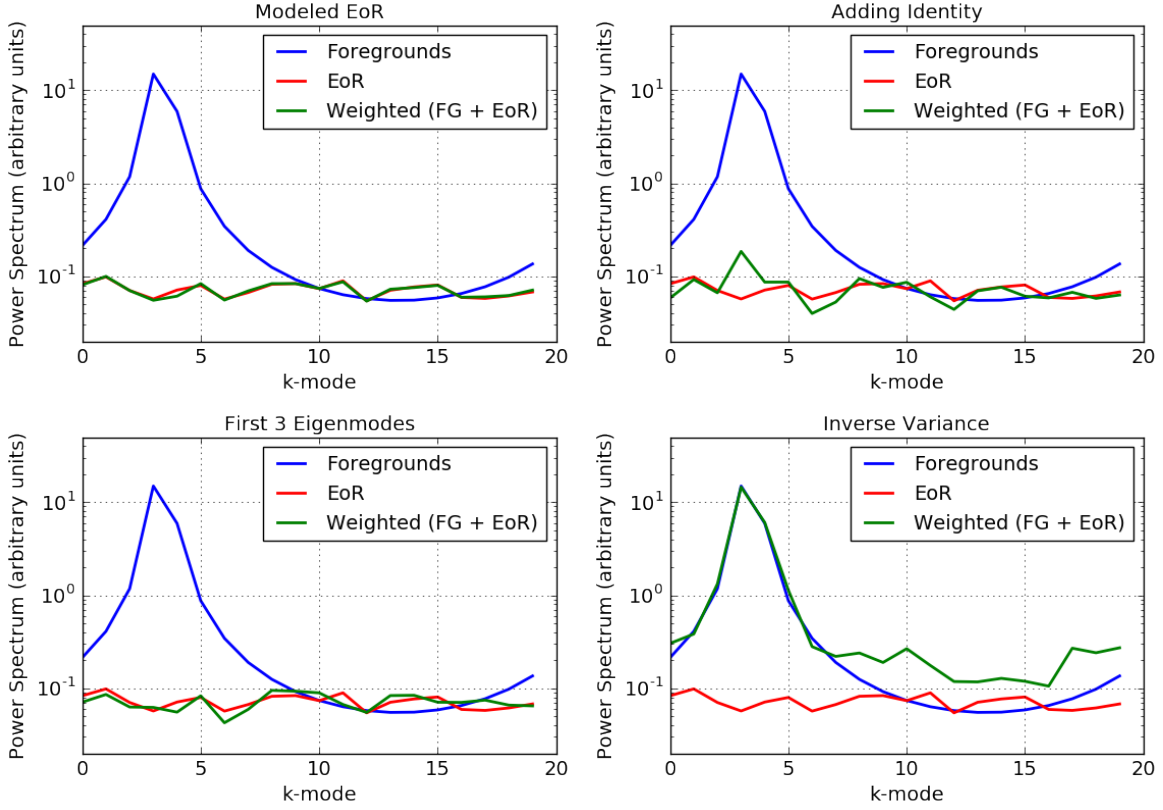 Modeled EoR
Power Spectrum (arbitrary units)
10^1
10^0
10^-1
Foregrounds
EoR
Weighted (FG + EoR)
0 5 10 15 20
k-mode
Adding Identity
Power Spectrum (arbitrary units)
10^1
10^0
10^-1
Foregrounds
EoR
Weighted (FG + EoR)
0 5 10 15 20
k-mode
First 3 Eigenmodes
Power Spectrum (arbitrary units)
10^1
10^0
10^-1
Foregrounds
EoR
Weighted (FG + EoR)
0 5 10 15 20
k-mode
Inverse Variance
Power Spectrum (arbitrary units)
10^1
10^0
10^-1
Foregrounds
EoR
Weighted (FG + EoR)
0 5 10 15 20
k-mode